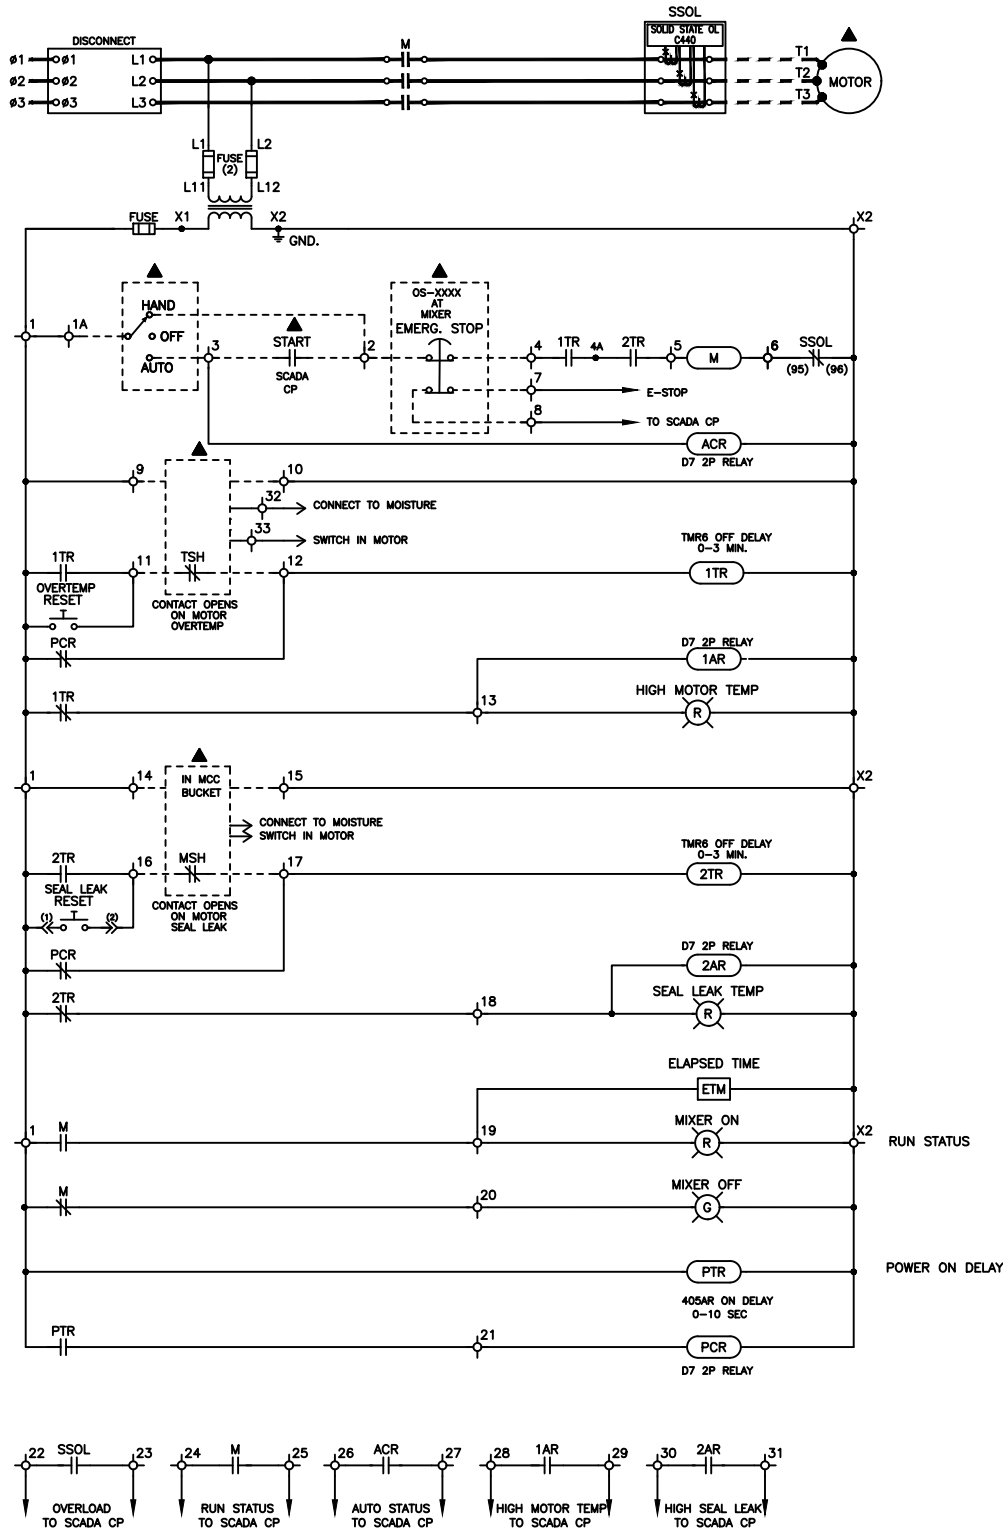 SSOL
DISCONNECT
M
SOLID STATE OL
C440
ø1 ø1 L1 T1
ø2 ø2 L2 T2 MOTOR
ø3 ø3 L3 T3
L1 L2
FUSE
(2)
L11 L12
FUSE X1 X2 X2
GND.
OS-XXXX
AT
MIXER
EMERG. STOP
HAND
1 1A OFF
AUTO
3 START 2 4 1TR 4A 2TR 5 M 6 SSOL
(95) (96)
SCADA
CP
7 E-STOP
8 TO SCADA CP
ACR
D7 2P RELAY
9 10
32 CONNECT TO MOISTURE
33 SWITCH IN MOTOR
TMR6 OFF DELAY
0-3 MIN.
1TR 11 TSH 12 1TR
OVERTEMP
RESET
CONTACT OPENS
ON MOTOR
OVERTEMP
PCR
D7 2P RELAY
1AR
1TR 13 HIGH MOTOR TEMP
R
1 14 IN MCC
BUCKET
15 X2
CONNECT TO MOISTURE
SWITCH IN MOTOR
TMR6 OFF DELAY
0-3 MIN.
2TR 16 MSH 17 2TR
SEAL LEAK
RESET
(1) (2)
CONTACT OPENS
ON MOTOR
SEAL LEAK
PCR
D7 2P RELAY
2AR
2TR 18 SEAL LEAK TEMP
R
ELAPSED TIME
ETM
1 M 19 MIXER ON X2
R RUN STATUS
M 20 MIXER OFF
G
PTR POWER ON DELAY
405AR ON DELAY
0-10 SEC
PTR 21 PCR
D7 2P RELAY
22 SSOL 23
OVERLOAD
TO SCADA CP
24 M 25
RUN STATUS
TO SCADA CP
26 ACR 27
AUTO STATUS
TO SCADA CP
28 1AR 29
HIGH MOTOR TEMP
TO SCADA CP
30 2AR 31
HIGH SEAL LEAK
TO SCADA CP